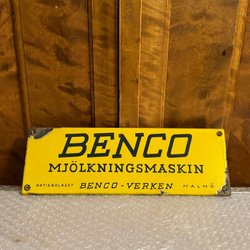 BENCO
MJÖLKNINGSMASKIN
AKTIEBOLAGET BENCO-VERKEN MALMÖ